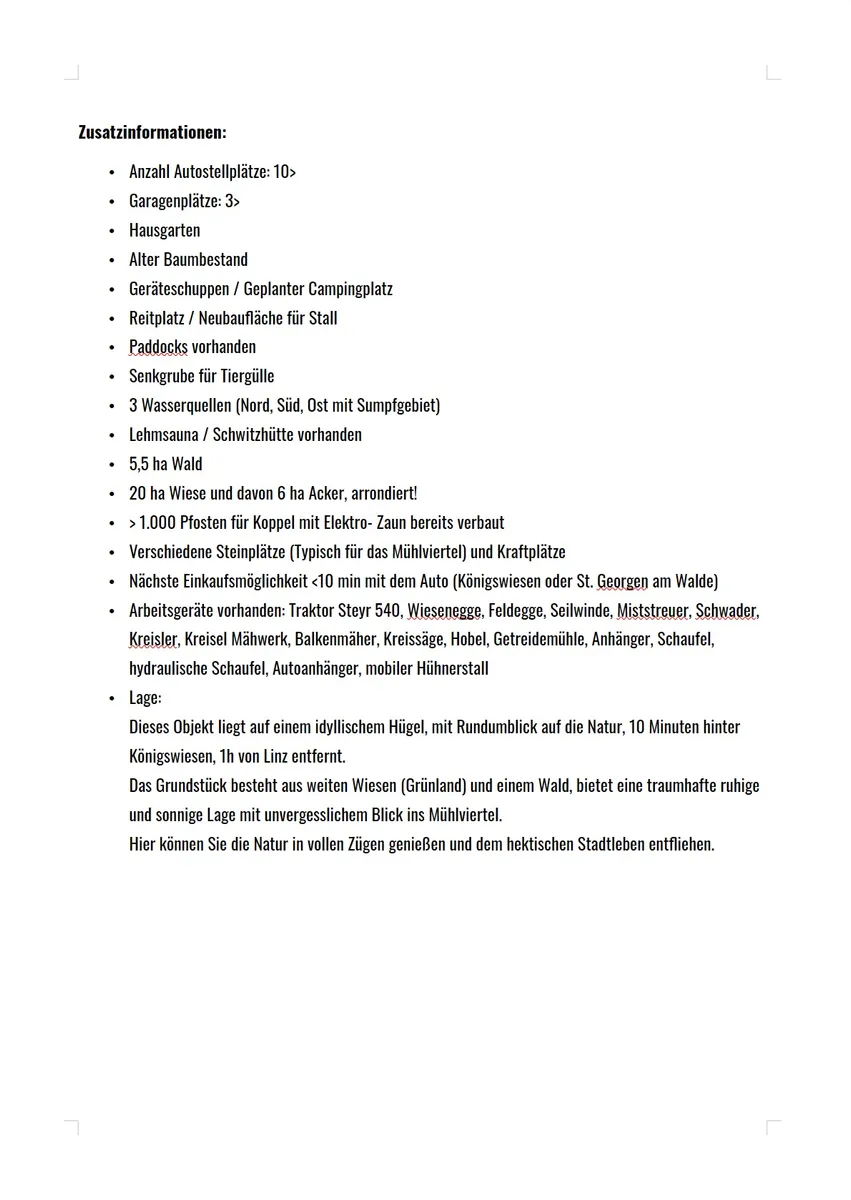 Zusatzinformationen:
• Anzahl Autostellplätze: 10>
• Garagenplätze: 3>
• Hausgarten
• Alter Baumbestand
• Geräteschuppen / Geplanter Campingplatz
• Reitplatz / Neubaufläche für Stall
• Paddocks vorhanden
• Senkgrube für Tiergülle
• 3 Wasserquellen (Nord, Süd, Ost mit Sumpfgebiet)
• Lehmsauna / Schwitzhütte vorhanden
• 5,5 ha Wald
• 20 ha Wiese und davon 6 ha Acker, arrondiert!
• > 1.000 Pfosten für Koppel mit Elektro- Zaun bereits verbaut
• Verschiedene Steinplätze (Typisch für das Mühlviertel) und Kraftplätze
• Nächste Einkaufsmöglichkeit <10 min mit dem Auto (Königswiesen oder St. Georgen am Walde)
• Arbeitsgeräte vorhanden: Traktor Steyr 540, Wiesenegge, Feldegge, Seilwinde, Miststreuer, Schwader,
Kreisler, Kreisel Mähwerk, Balkenmäher, Kreissäge, Hobel, Getreidemühle, Anhänger, Schaufel,
hydraulische Schaufel, Autoanhänger, mobiler Hühnerstall
• Lage:
Dieses Objekt liegt auf einem idyllischem Hügel, mit Rundumblick auf die Natur, 10 Minuten hinter
Königswiesen, 1h von Linz entfernt.
Das Grundstück besteht aus weiten Wiesen (Grünland) und einem Wald, bietet eine traumhafte ruhige
und sonnige Lage mit unvergesslichem Blick ins Mühlviertel.
Hier können Sie die Natur in vollen Zügen genießen und dem hektischen Stadtleben entfliehen.